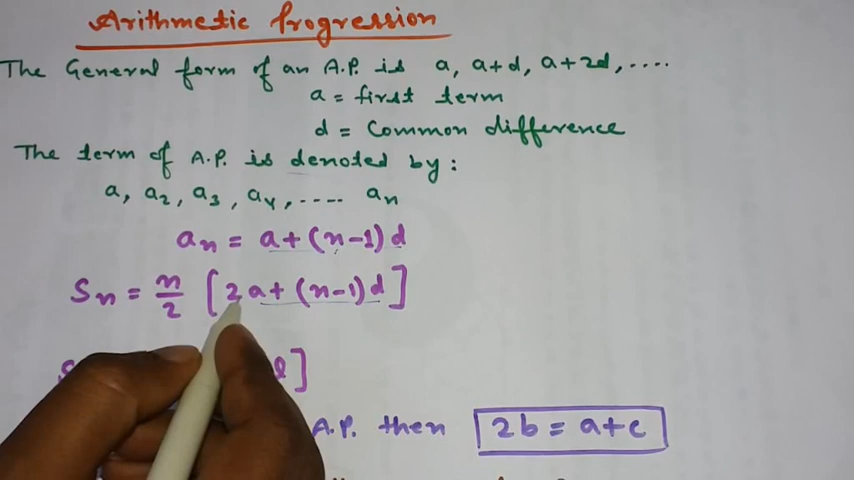 Arithmetic Progression
The General form of an A.P. is a, a+d, a+2d, ....
a = first term
d = Common difference
The term of A.P. is denoted by:
a, a2, a3, a4, ..... an
an = a+(n-1)d
Sn = n/2 [2a+(n-1)d]
]
A.P. then 2b = a+c